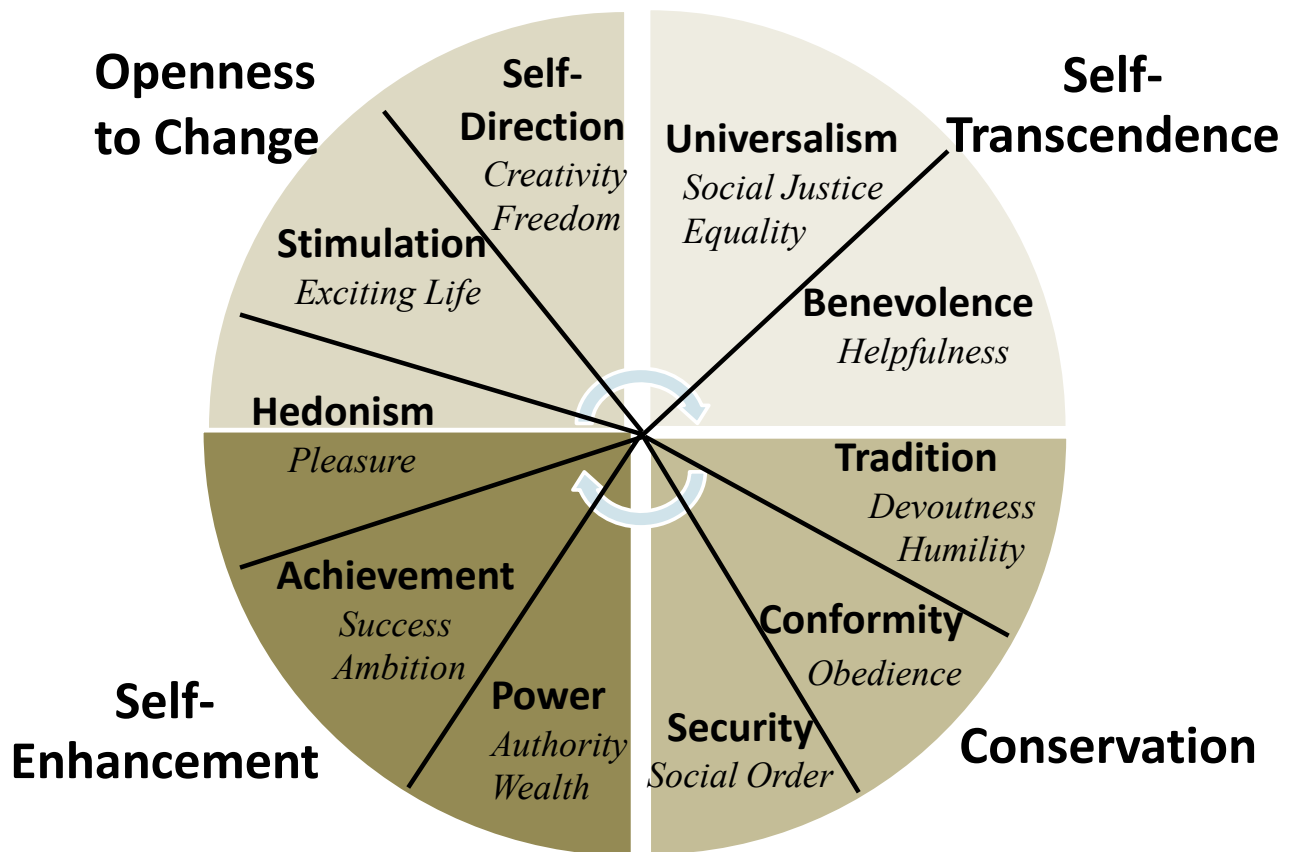 Openness
to Change
Self-
Direction
Creativity
Freedom
Stimulation
Exciting Life
Hedonism
Pleasure
Self-
Transcendence
Universalism
Social Justice
Equality
Benevolence
Helpfulness
Tradition
Devoutness
Humility
Conformity
Obedience
Security
Social Order
Conservation
Achievement
Success
Ambition
Power
Authority
Wealth
Self-
Enhancement